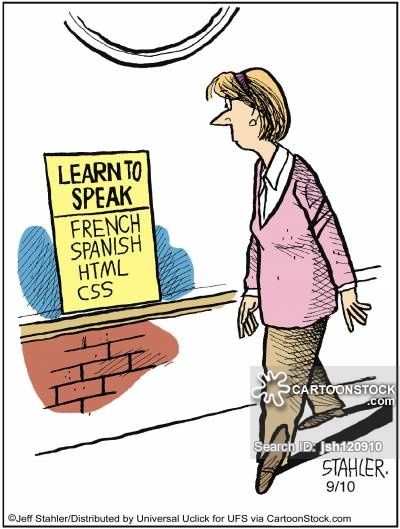 LEARN TO
SPEAK
FRENCH
SPANISH
HTML
CSS
CARTOONSTOCK
.com
Search ID: jsh120910
STAHLER.
9/10
©Jeff Stahler/Distributed by Universal Uclick for UFS via CartoonStock.com